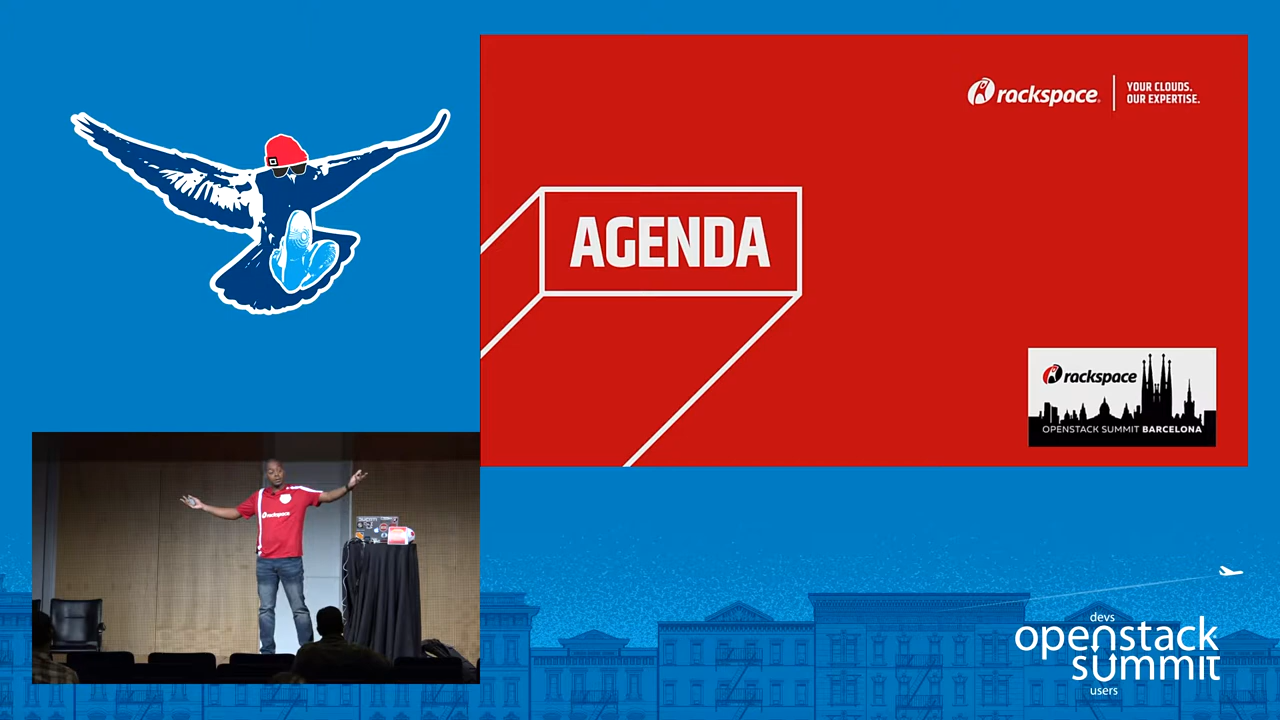 rackspace®
YOUR CLOUDS.
OUR EXPERTISE.
AGENDA
rackspace
OPENSTACK SUMMIT BARCELONA
rackspace
devs
openstack
summit
users